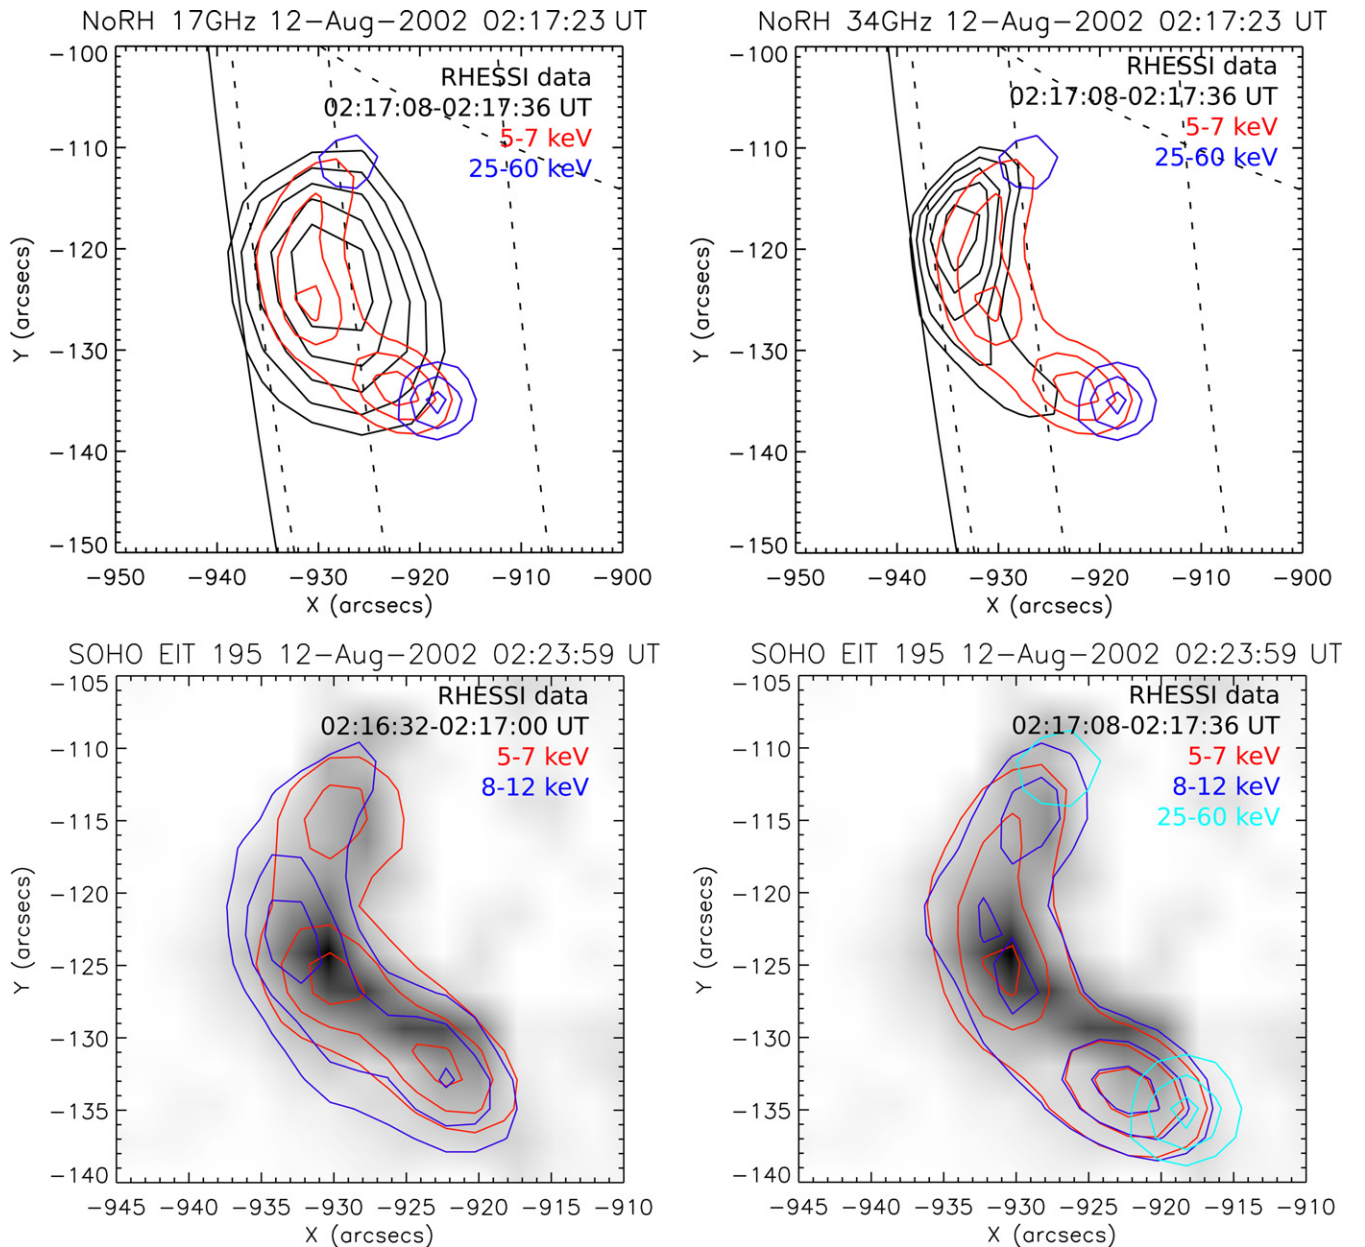 NoRH 17GHz 12-Aug-2002 02:17:23 UT
RHESSI data
02:17:08-02:17:36 UT
5-7 keV
25-60 keV
-100
-110
-120
-130
-140
-150
Y (arcsecs)
-950 -940 -930 -920 -910 -900
X (arcsecs)
NoRH 34GHz 12-Aug-2002 02:17:23 UT
RHESSI data
02:17:08-02:17:36 UT
5-7 keV
25-60 keV
-100
-110
-120
-130
-140
-150
Y (arcsecs)
-950 -940 -930 -920 -910 -900
X (arcsecs)
SOHO EIT 195 12-Aug-2002 02:23:59 UT
RHESSI data
02:16:32-02:17:00 UT
5-7 keV
8-12 keV
-105
-110
-115
-120
-125
-130
-135
-140
Y (arcsecs)
-945 -940 -935 -930 -925 -920 -915 -910
X (arcsecs)
SOHO EIT 195 12-Aug-2002 02:23:59 UT
RHESSI data
02:17:08-02:17:36 UT
5-7 keV
8-12 keV
25-60 keV
-105
-110
-115
-120
-125
-130
-135
-140
Y (arcsecs)
-945 -940 -935 -930 -925 -920 -915 -910
X (arcsecs)